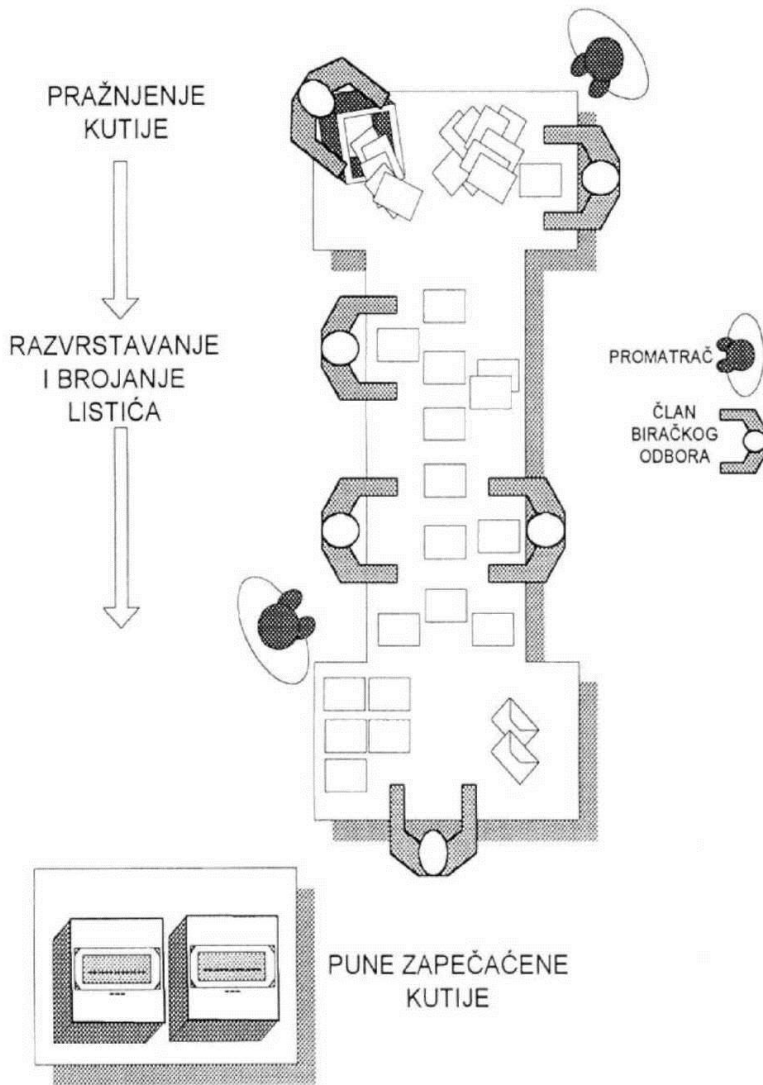 PRAŽNJENJE
KUTIJE
RAZVRSTAVANJE
I BROJANJE
LISTIĆA
PROMATRAČ
ČLAN
BIRAČKOG
ODBORA
PUNE ZAPEČAĆENE
KUTIJE